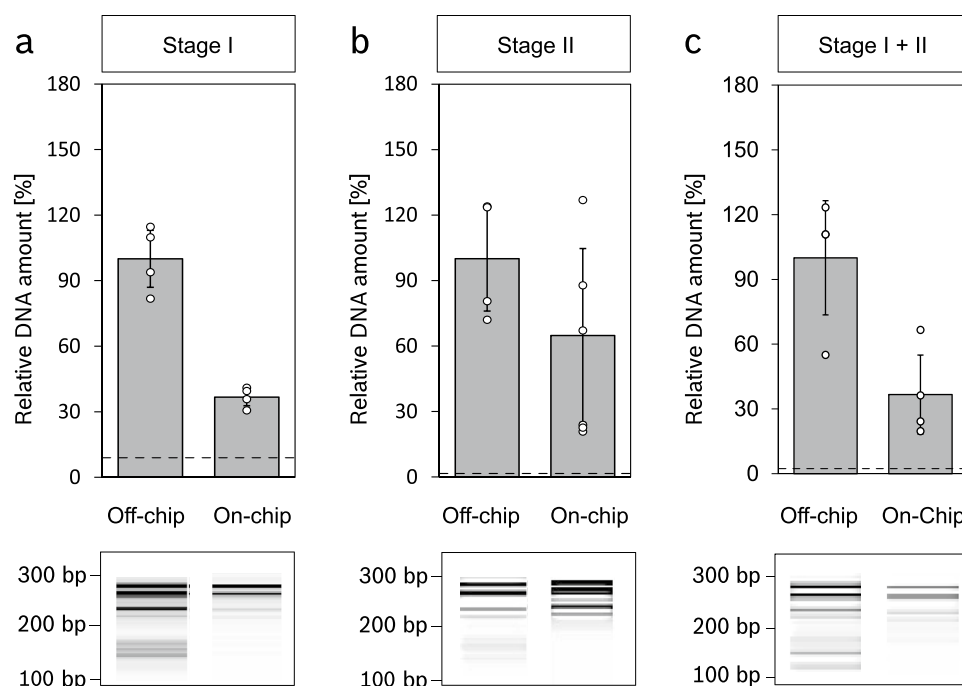 a
Stage I
Relative DNA amount [%]
180
150
120
90
60
30
0
Off-chip
On-chip
300 bp
200 bp
100 bp
b
Stage II
Relative DNA amount [%]
180
150
120
90
60
30
0
Off-chip
On-chip
300 bp
200 bp
100 bp
c
Stage I + II
Relative DNA amount [%]
180
150
120
90
60
30
0
Off-chip
On-Chip
300 bp
200 bp
100 bp